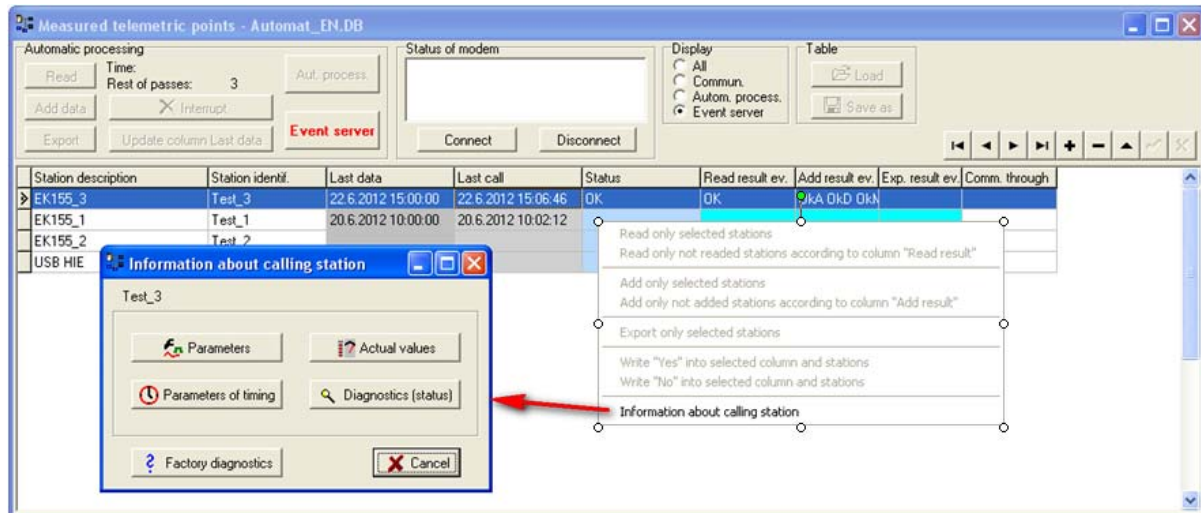 Measured telemetric points - Automat_EN.DB
Automatic processing
Read
Time:
Rest of passes: 3
Aut. process.
Add data
Interrupt
Export
Update column Last data
Event server
Status of modem
Connect
Disconnect
Display
All
Commun.
Autom. process.
Event server
Table
Load
Save as
Station description Station identif. Last data Last call Status Read result ev. Add result ev. Exp. result ev. Comm. through
EK155_3 Test_3 22.6.2012 15:00:00 22.6.2012 15:06:46 OK OK OkD
EK155_1 Test_1 20.6.2012 10:00:00 20.6.2012 10:02:12
EK155_2 Test_2
USB HIE
Information about calling station
Test_3
Parameters
Actual values
Parameters of timing
Diagnostics (status)
Factory diagnostics
Cancel
Read only selected stations
Read only not readed stations according to column "Read result"
Add only selected stations
Add only not added stations according to column "Add result"
Export only selected stations
Write "Yes" into selected column and stations
Write "No" into selected column and stations
Information about calling station